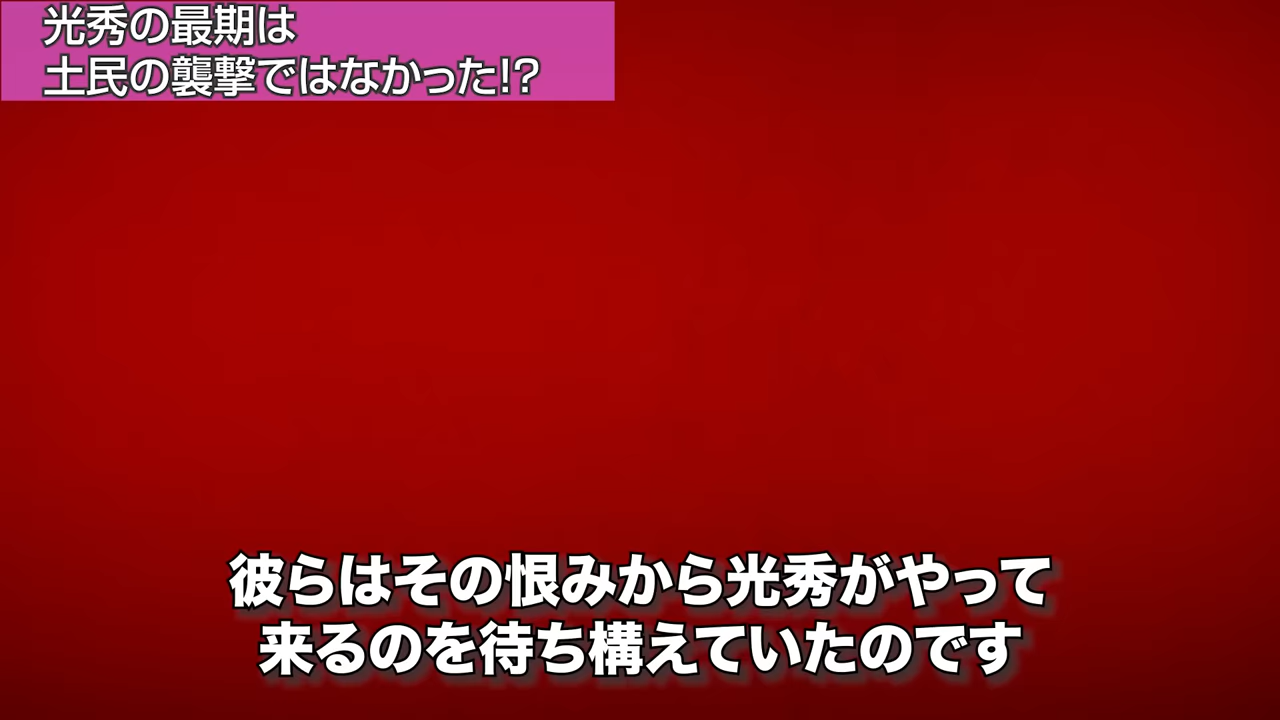 光秀の最期は
土民の襲撃ではなかった!?
彼らはその恨みから光秀がやって
来るのを待ち構えていたのです